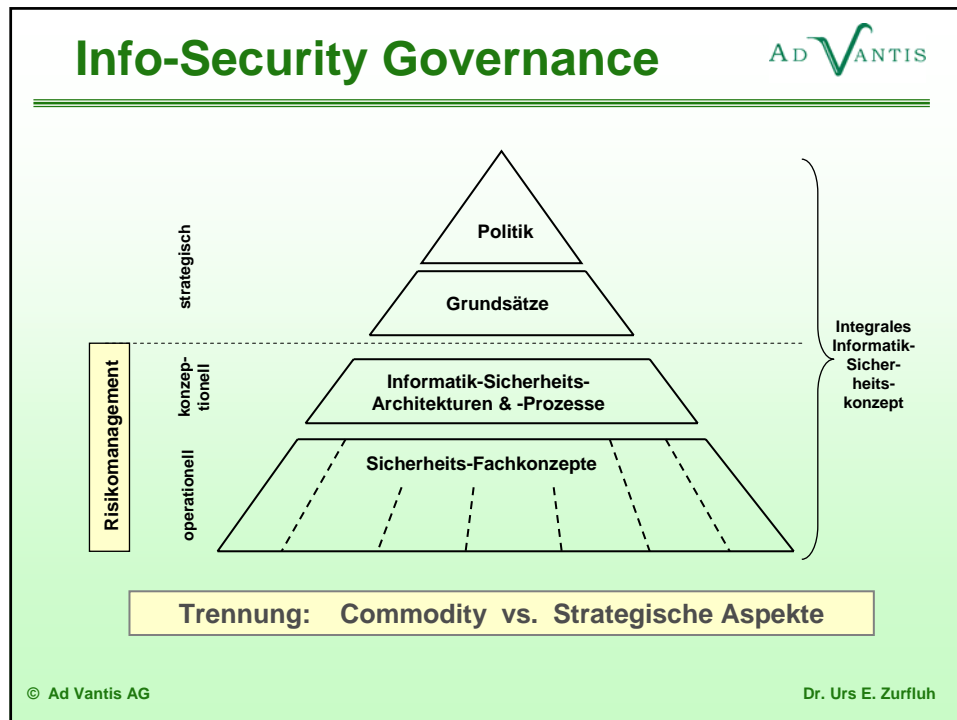 Info-Security Governance
AD VANTIS
strategisch
Politik
Grundsätze
Risikomanagement
konzep-
tionell
Informatik-Sicherheits-
Architekturen & -Prozesse
operationell
Sicherheits-Fachkonzepte
Integrales
Informatik-
Sicher-
heits-
konzept
Trennung: Commodity vs. Strategische Aspekte
© Ad Vantis AG
Dr. Urs E. Zurfluh